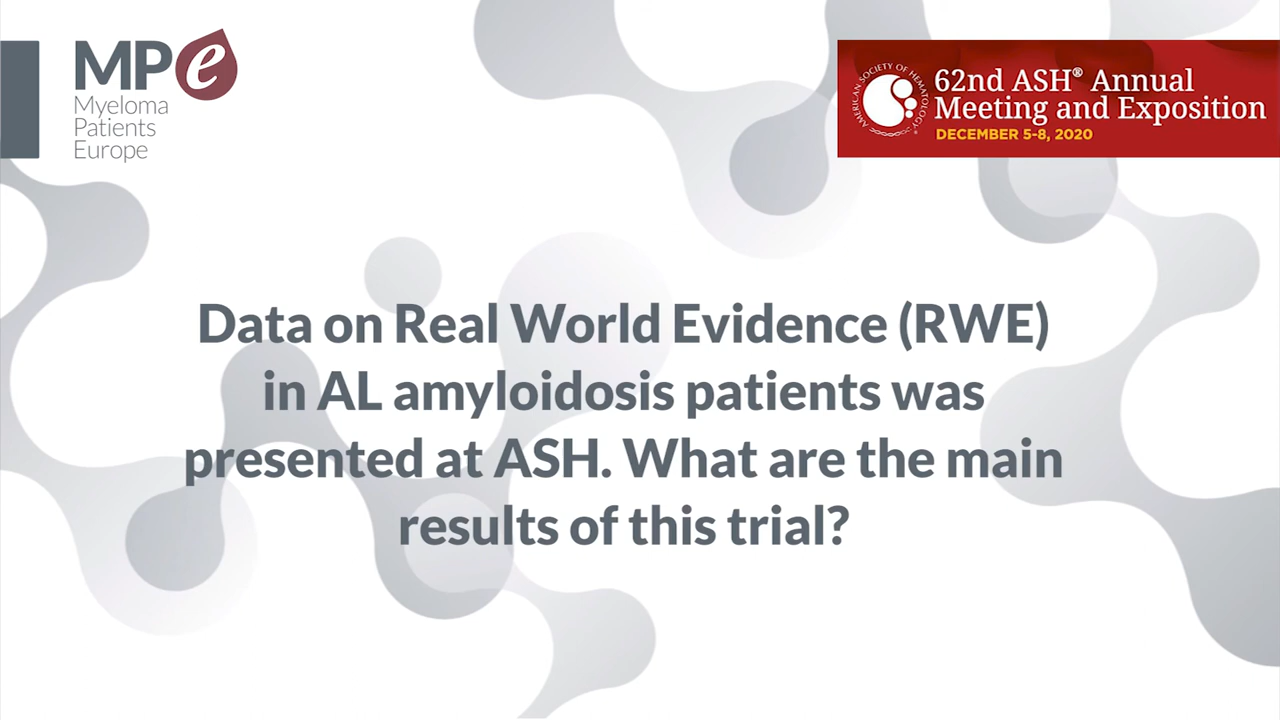 MPe
Myeloma
Patients
Europe
AMERICAN SOCIETY OF HEMATOLOGY®
62nd ASH® Annual
Meeting and Exposition
DECEMBER 5-8, 2020
Data on Real World Evidence (RWE)
in AL amyloidosis patients was
presented at ASH. What are the main
results of this trial?